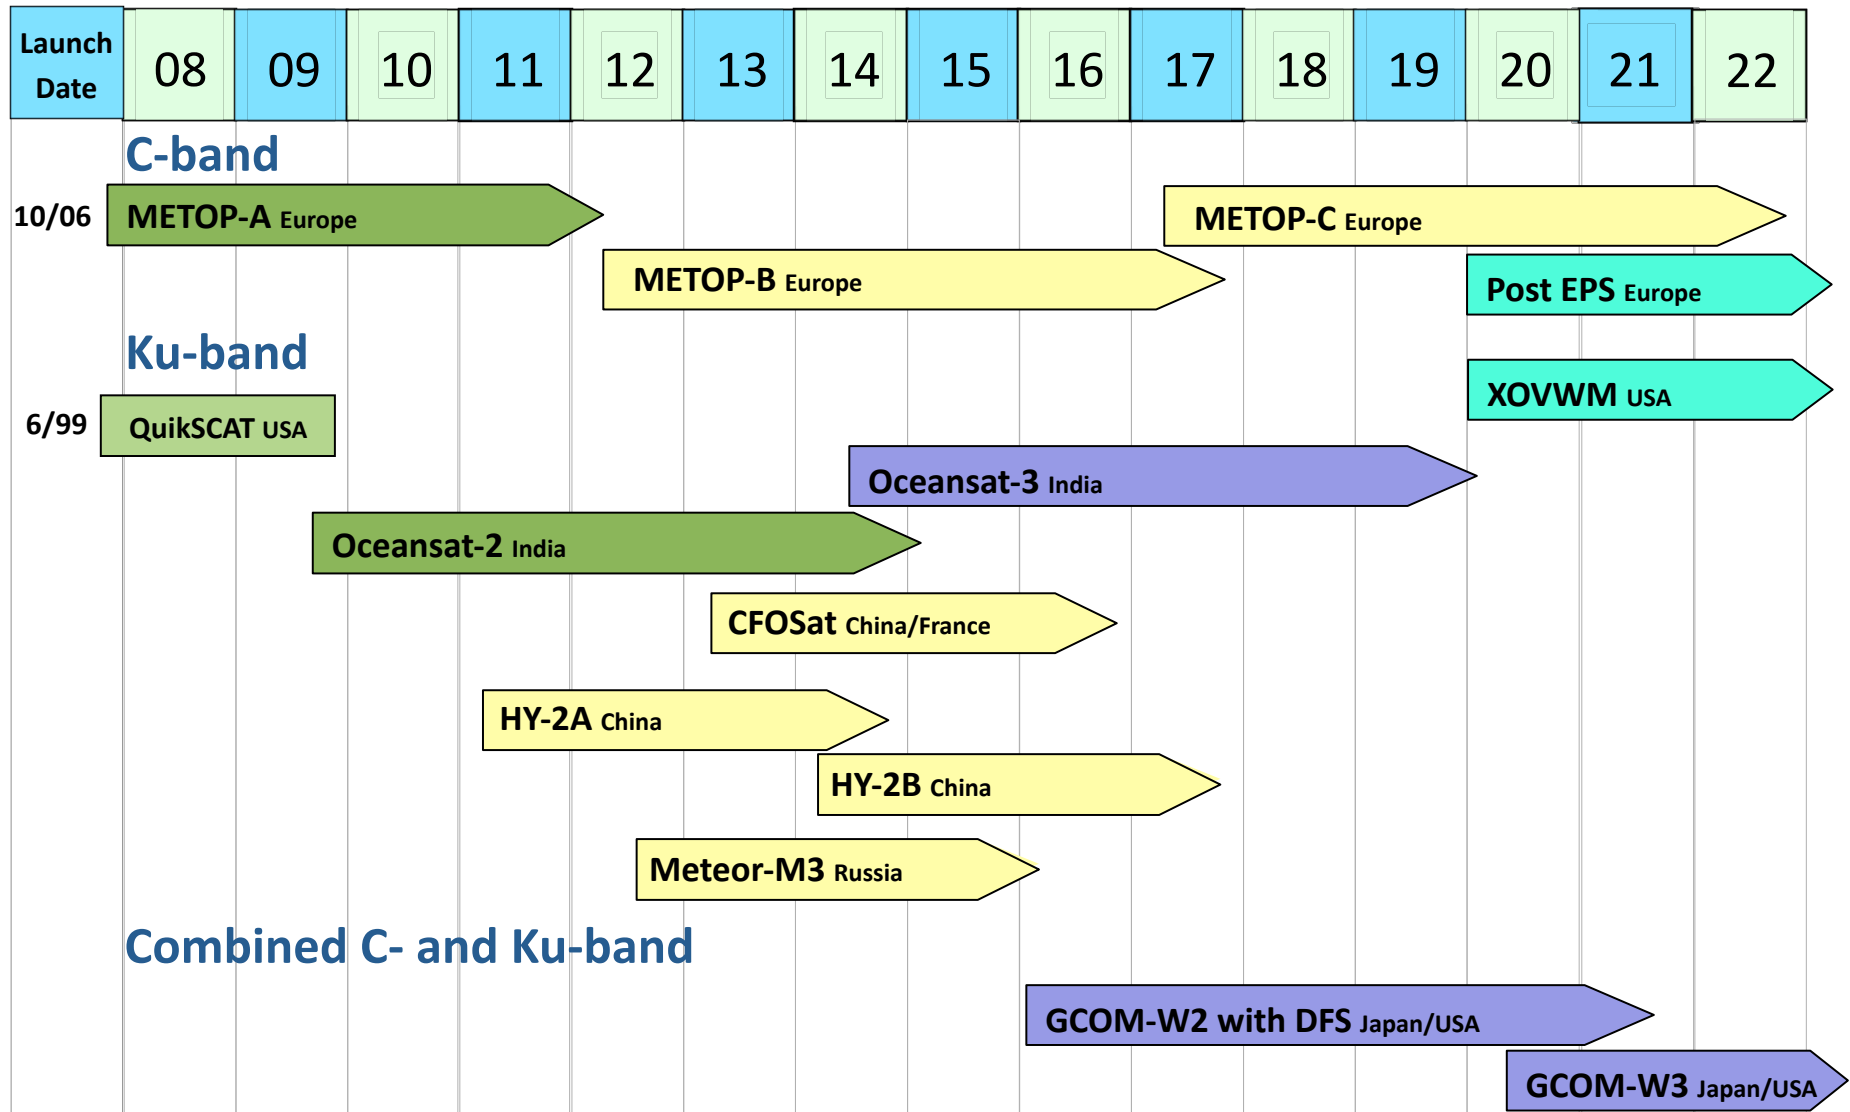 Launch
Date
08 09 10 11 12 13 14 15 16 17 18 19 20 21 22
C-band
10/06 METOP-A Europe
METOP-C Europe
METOP-B Europe
Post EPS Europe
Ku-band
XOVWM USA
6/99 QuikSCAT USA
Oceansat-3 India
Oceansat-2 India
CFOSat China/France
HY-2A China
HY-2B China
Meteor-M3 Russia
Combined C- and Ku-band
GCOM-W2 with DFS Japan/USA
GCOM-W3 Japan/USA